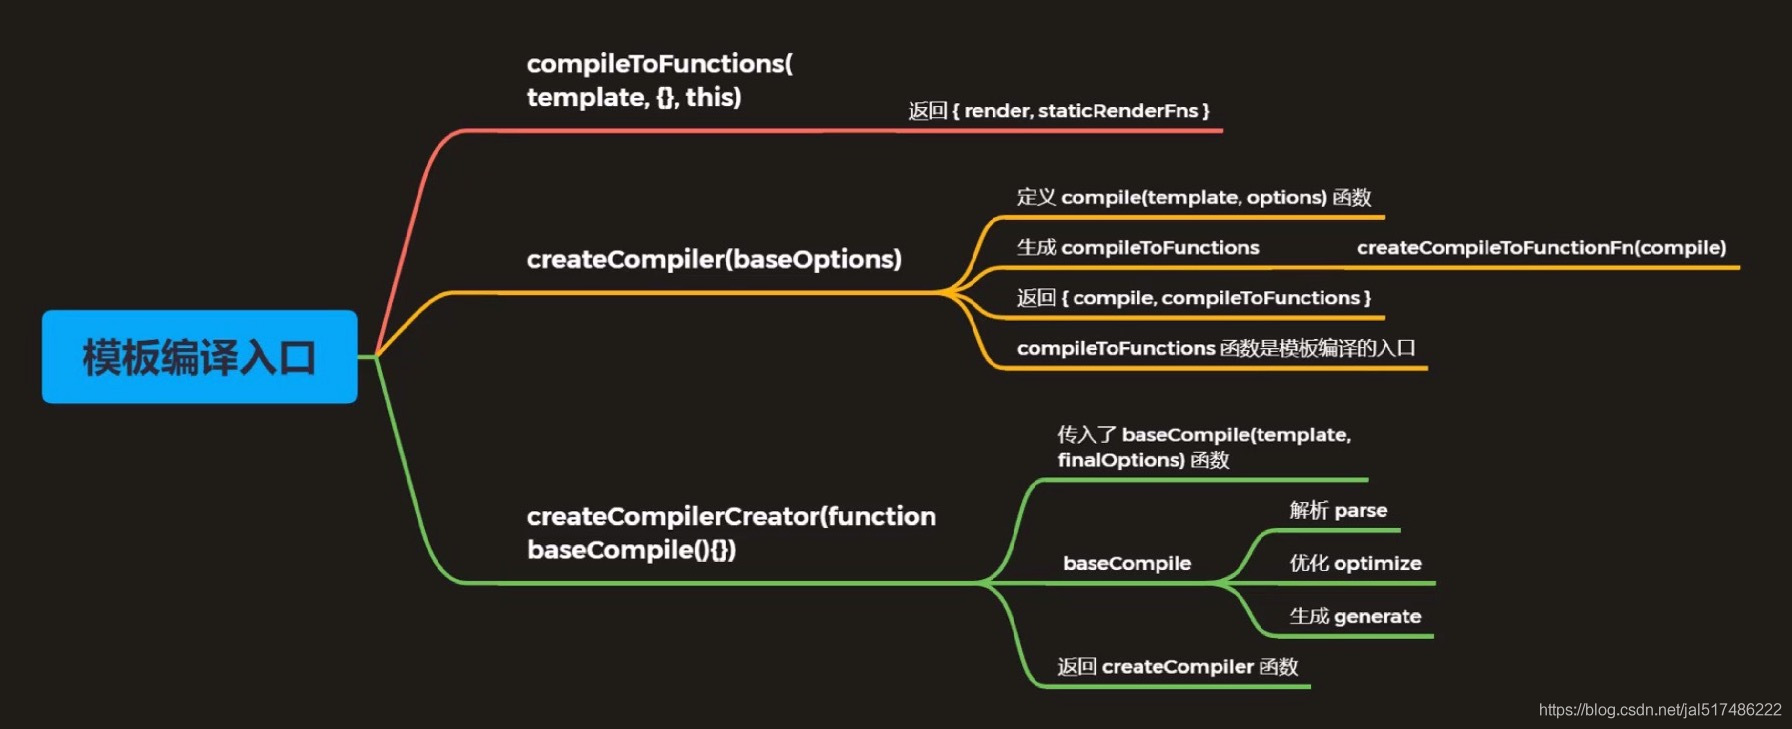 模板编译入口
compileToFunctions(
template, {}, this)
返回 { render, staticRenderFns }
createCompiler(baseOptions)
定义 compile(template, options) 函数
生成 compileToFunctions
createCompileToFunctionFn(compile)
返回 { compile, compileToFunctions }
compileToFunctions 函数是模板编译的入口
createCompilerCreator(function
baseCompile(){})
传入了 baseCompile(template,
finalOptions) 函数
baseCompile
解析 parse
优化 optimize
生成 generate
返回 createCompiler 函数
https://blog.csdn.net/jal517486222